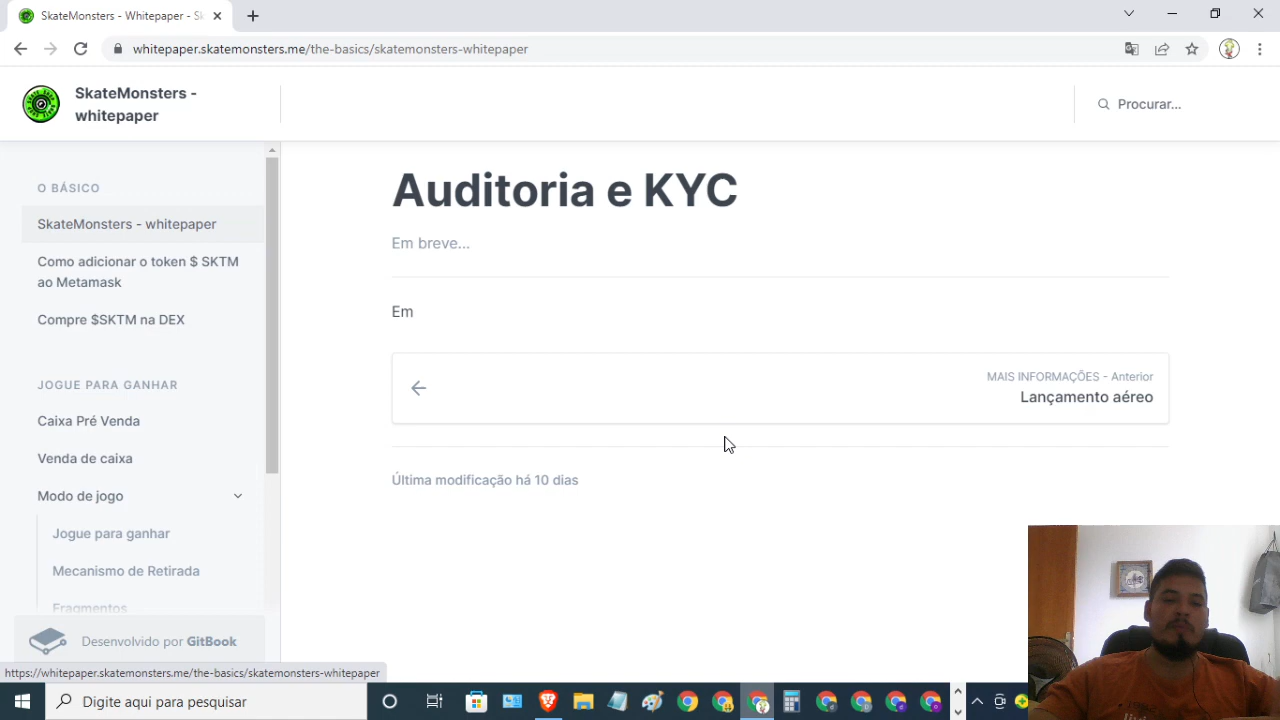 SkateMonsters - Whitepaper - Sk
whitepaper.skatemonsters.me/the-basics/skatemonsters-whitepaper
SkateMonsters -
whitepaper
Procurar...
O BÁSICO
SkateMonsters - whitepaper
Como adicionar o token $ SKTM
ao Metamask
Compre $SKTM na DEX
JOGUE PARA GANHAR
Caixa Pré Venda
Venda de caixa
Modo de jogo
Jogue para ganhar
Mecanismo de Retirada
Fragmentos
Desenvolvido por GitBook
Auditoria e KYC
Em breve...
Em
MAIS INFORMAÇÕES - Anterior
Lançamento aéreo
Última modificação há 10 dias
https://whitepaper.skatemonsters.me/the-basics/skatemonsters-whitepaper
Digite aqui para pesquisar